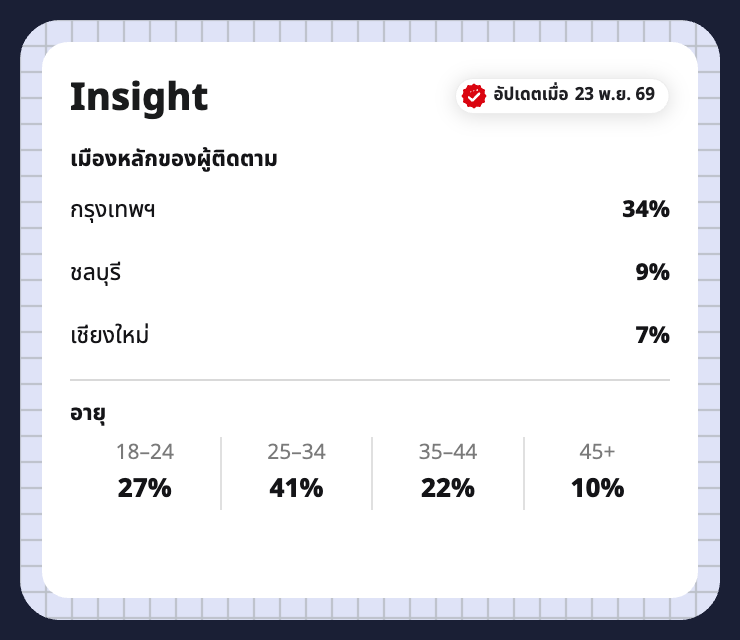 Insight
อัปเดตเมื่อ 23 พ.ย. 69
เมืองหลักของผู้ติดตาม
กรุงเทพฯ 34%
ชลบุรี 9%
เชียงใหม่ 7%
อายุ
18–24 25–34 35–44 45+
27% 41% 22% 10%